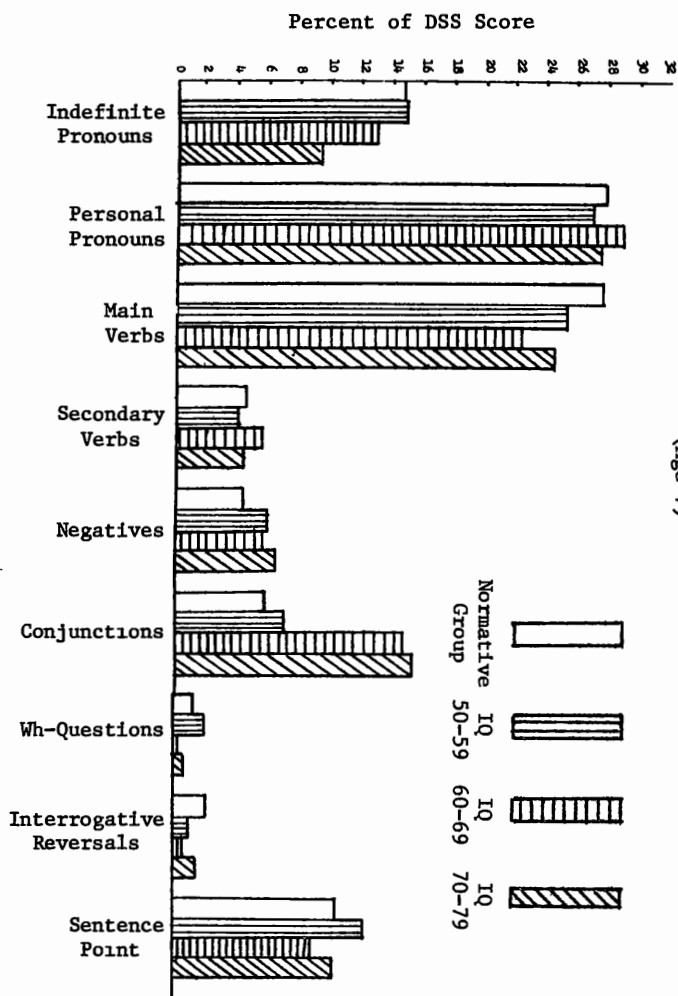 Percent of DSS Score
0 2 4 6 8 10 12 14 16 18 20 22 24 26 28 30 32
Indefinite
Pronouns
Personal
Pronouns
Main
Verbs
Secondary
Verbs
Negatives
Conjunctions
Wh-Questions
Interrogative
Reversals
Sentence
Point
Normative
Group
IQ
50-59
IQ
60-69
IQ
70-79